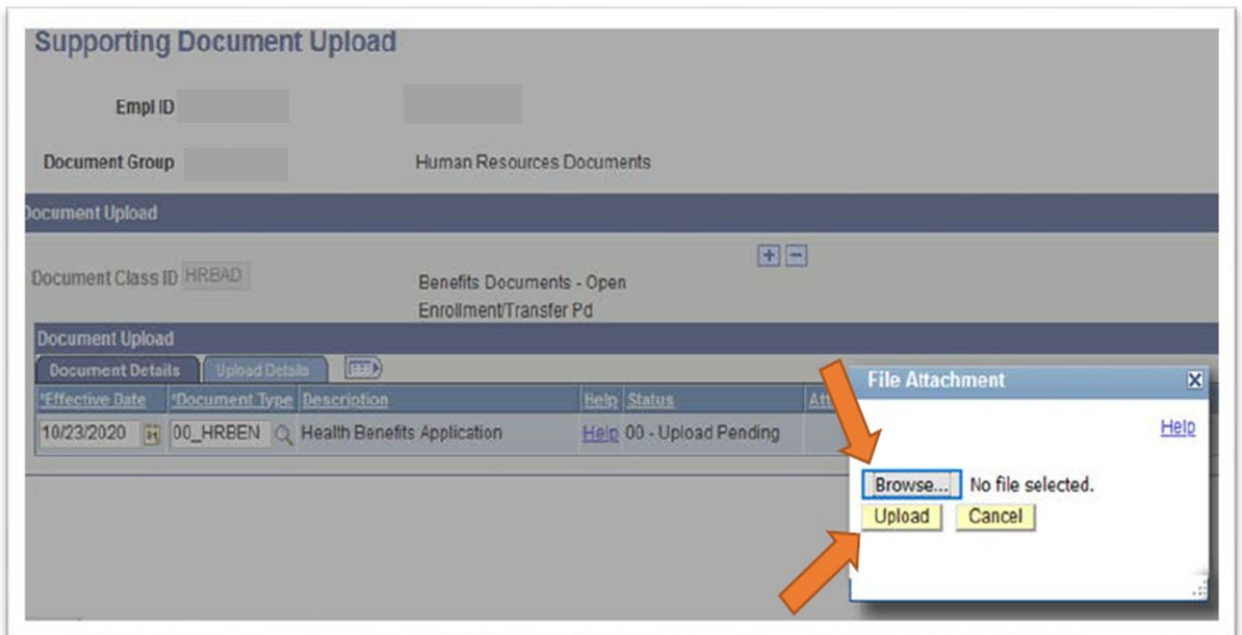 Supporting Document Upload
Empl ID
Document Group Human Resources Documents
Document Upload
Document Class ID HRBAD Benefits Documents - Open
Enrollment/Transfer Pd
Document Upload
Document Details Upload Details
*Effective Date *Document Type Description Help Status
10/23/2020 00_HRBEN Health Benefits Application Help 00 - Upload Pending
File Attachment
Help
Browse... No file selected.
Upload Cancel